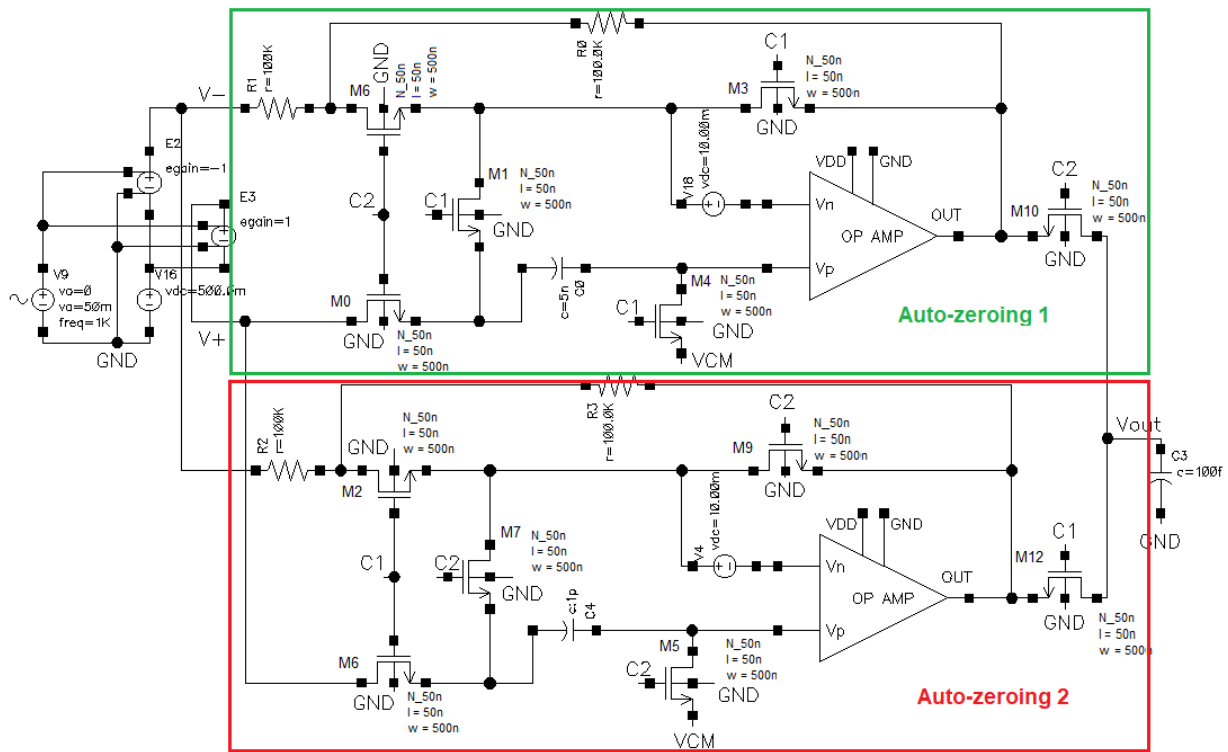 C1
N_50n
l = 50n
w = 500n
M3
GND
R0
r=100.0K
GND
N_50n
l = 50n
w = 500n
M6
R1
r=100K
V-
E2
egain=-1
E3
egain=1
V9
vo=0
va=50m
freq=1K
V16
vdc=500.0m
GND
V+
C2
M1
N_50n
l = 50n
w = 500n
C1
GND
V18
vdc=10.00m
VDD
GND
Vn
OP AMP
OUT
Vp
C2
N_50n
l = 50n
w = 500n
M10
GND
M0
GND
N_50n
l = 50n
w = 500n
c=5n
C0
M4
N_50n
l = 50n
w = 500n
C1
GND
VCM
Auto-zeroing 1
R3
r=100.0K
R2
r=100K
N_50n
l = 50n
w = 500n
GND
M2
C2
N_50n
l = 50n
w = 500n
M9
GND
Vout
C3
c=100f
GND
C1
M7
N_50n
l = 50n
w = 500n
C2
GND
V4
vdc=10.00m
VDD
GND
Vn
OP AMP
OUT
Vp
C1
M12
GND
N_50n
l = 50n
w = 500n
M6
GND
N_50n
l = 50n
w = 500n
c:1p
C4
M5
N_50n
l = 50n
w = 500n
C2
GND
VCM
Auto-zeroing 2